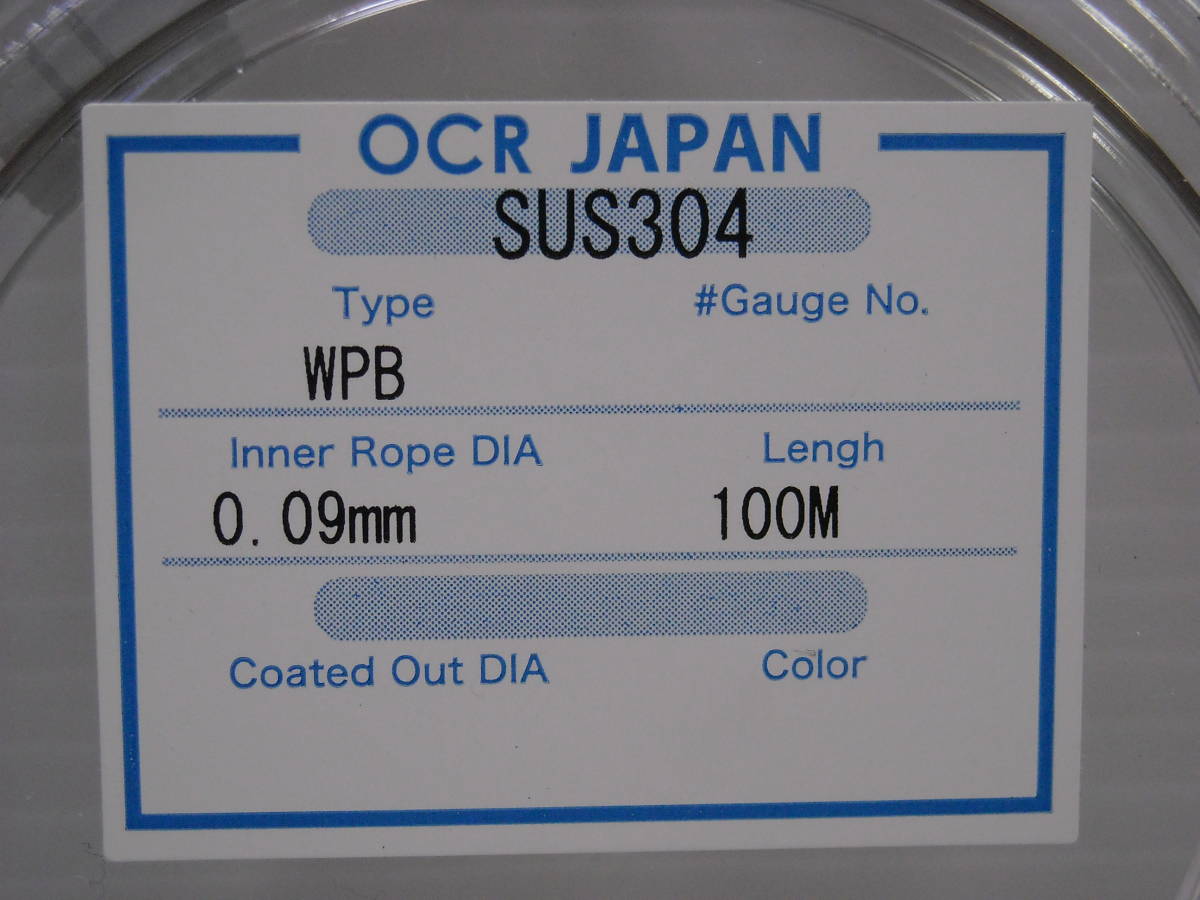 OCR JAPAN
SUS304
Type #Gauge No.
WPB
Inner Rope DIA Lengh
0.09mm 100M
Coated Out DIA Color